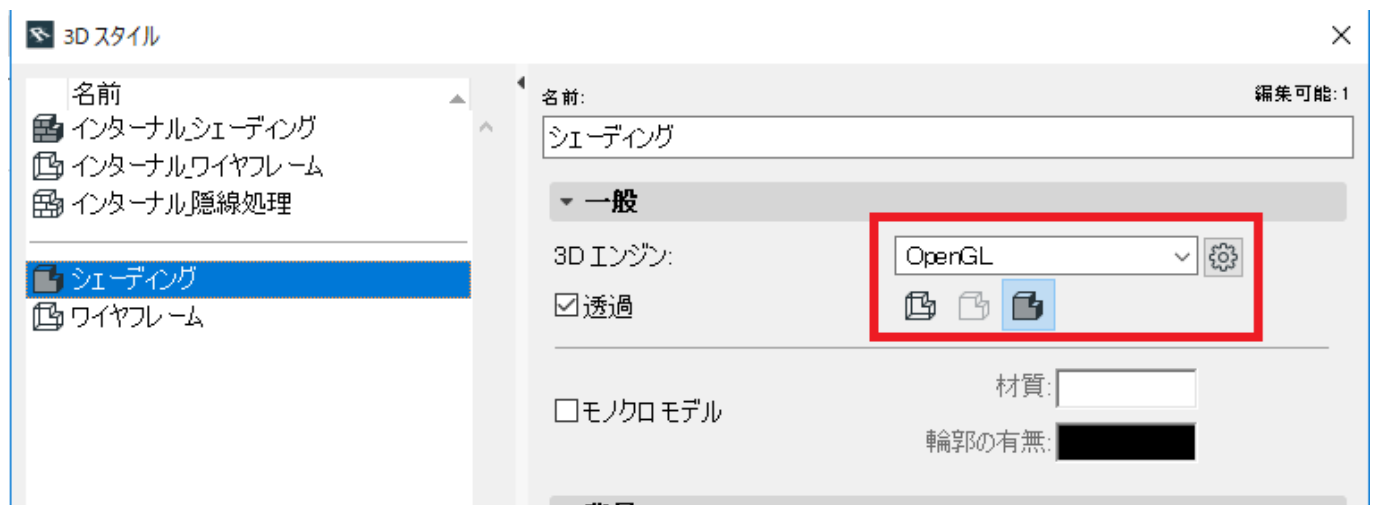 3D スタイル
名前
インターナル_シェーディング
インターナル_ワイヤフレーム
インターナル_隠線処理
シェーディング
ワイヤフレーム
名前:
編集可能: 1
シェーディング
一般
3D エンジン:
OpenGL
透過
モノクロ モデル
材質:
輪郭の有無: